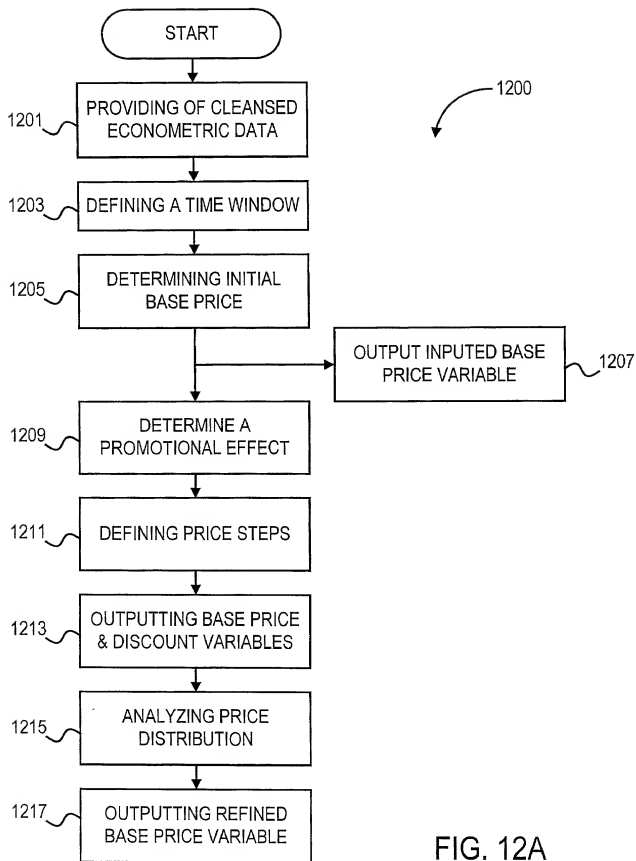 START
1200
1201
PROVIDING OF CLEANSED
ECONOMETRIC DATA
1203
DEFINING A TIME WINDOW
1205
DETERMINING INITIAL
BASE PRICE
OUTPUT INPUTED BASE
PRICE VARIABLE
1207
1209
DETERMINE A
PROMOTIONAL EFFECT
1211
DEFINING PRICE STEPS
1213
OUTPUTTING BASE PRICE
& DISCOUNT VARIABLES
1215
ANALYZING PRICE
DISTRIBUTION
1217
OUTPUTTING REFINED
BASE PRICE VARIABLE
FIG. 12A